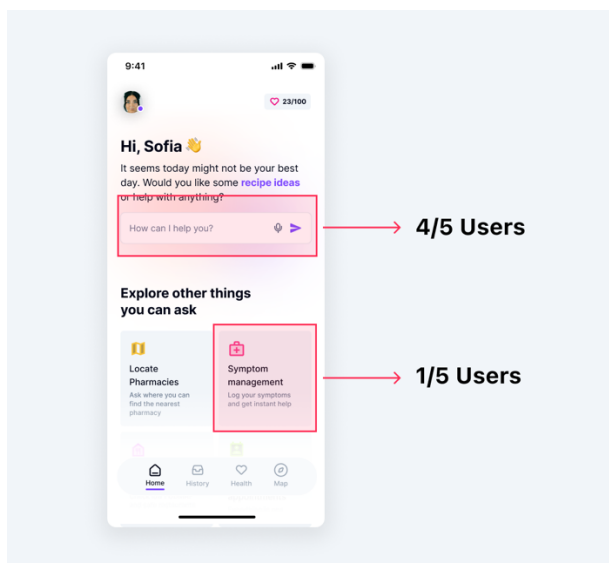 9:41
23/100
Hi, Sofia 👋
It seems today might not be your best
day. Would you like some recipe ideas
or help with anything?
How can I help you?
4/5 Users
Explore other things
you can ask
Locate
Pharmacies
Ask where you can
find the nearest
pharmacy
Symptom
management
Log your symptoms
and get instant help
1/5 Users
Home
History
Health
Map